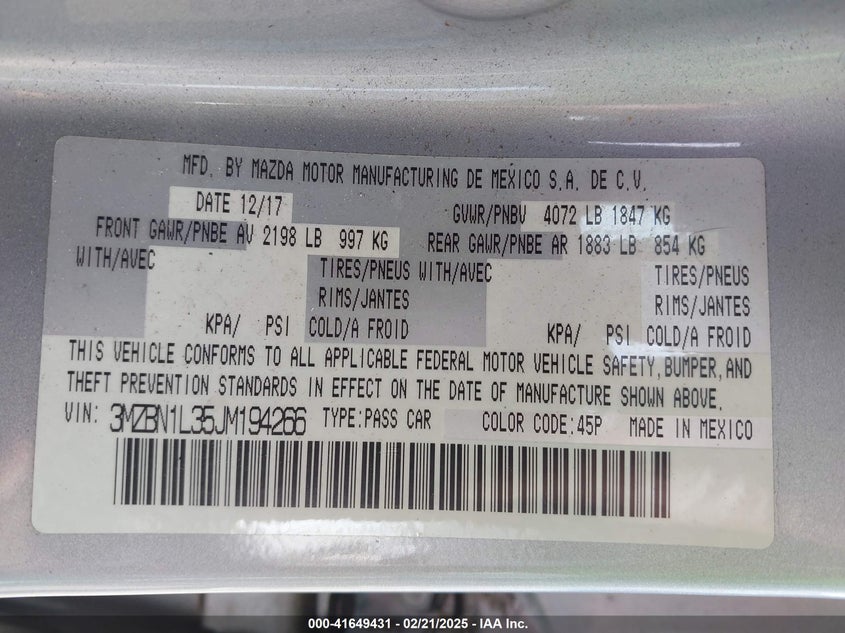 MFD. BY MAZDA MOTOR MANUFACTURING DE MEXICO S.A. DE C.V.
DATE 12/17
GVWR/PNBV 4072 LB 1847 KG
FRONT GAWR/PNBE AV 2198 LB 997 KG
REAR GAWR/PNBE AR 1883 LB 854 KG
WITH/AVEC TIRES/PNEUS WITH/AVEC TIRES/PNEUS
RIMS/JANTES RIMS/JANTES
KPA/ PSI COLD/A FROID KPA/ PSI COLD/A FROID
THIS VEHICLE CONFORMS TO ALL APPLICABLE FEDERAL MOTOR VEHICLE SAFETY, BUMPER, AND
THEFT PREVENTION STANDARDS IN EFFECT ON THE DATE OF MANUFACTURE SHOWN ABOVE.
VIN: 3MZBN1L35JM194266 TYPE:PASS CAR COLOR CODE:45P MADE IN MEXICO
000-41649431 - 02/21/2025 - IAA Inc.